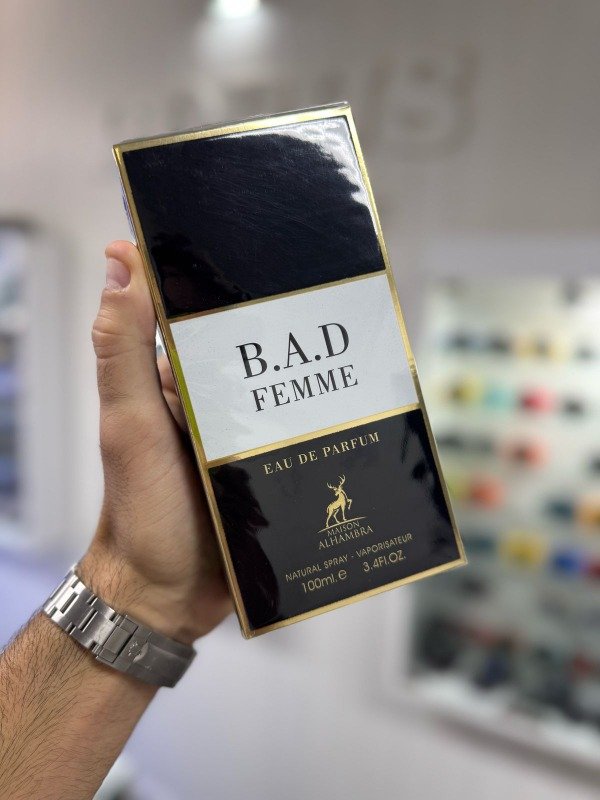 B.A.D
FEMME
EAU DE PARFUM
MAISON
ALHAMBRA
NATURAL SPRAY - VAPORISATEUR
100ml.e 3.4Fl.OZ.